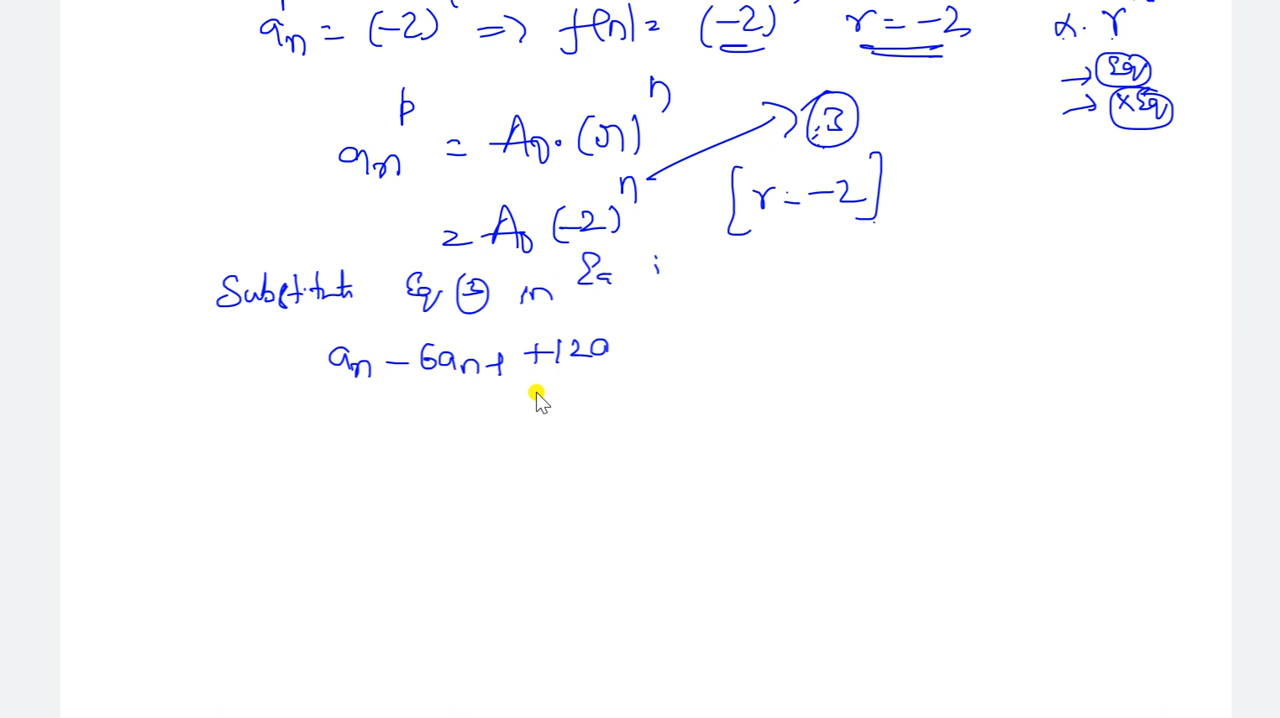 aₙ = (-2) => f(n) = (-2) r = -2 α. r
→ Eq
→ × Eq
aₙᵖ = A₀. (r)ⁿ → 3
= A₀ (-2)ⁿ [r = -2]
Substitute Eq ③ in Eq
aₙ - 6aₙ₋₁ + 12a